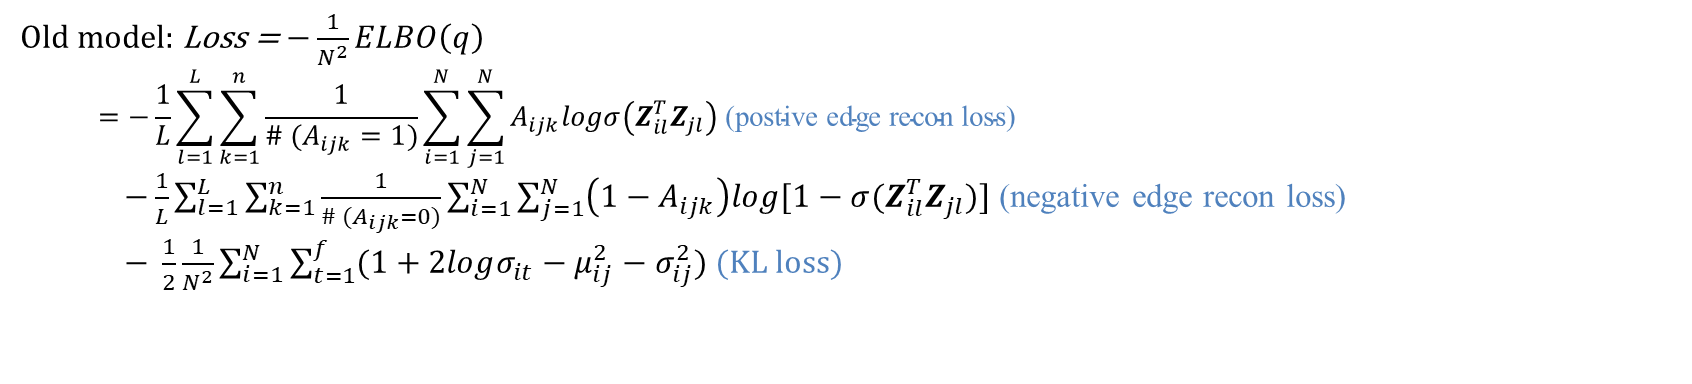 Old model: Loss = − 1/N² ELBO(q)
= − 1/L ∑_{l=1}^{L} ∑_{k=1}^{n} 1/(# (A_{ijk} = 1)) ∑_{i=1}^{N} ∑_{j=1}^{N} A_{ijk} logσ(Z_{il}^{T} Z_{jl}) (postive edge recon loss)
− 1/L ∑_{l=1}^{L} ∑_{k=1}^{n} 1/(# (A_{ijk}=0)) ∑_{i=1}^{N} ∑_{j=1}^{N} (1 − A_{ijk}) log[1 − σ(Z_{il}^{T} Z_{jl})] (negative edge recon loss)
− 1/2 1/N² ∑_{i=1}^{N} ∑_{t=1}^{f} (1 + 2logσ_{it} − μ_{ij}^{2} − σ_{ij}^{2}) (KL loss)